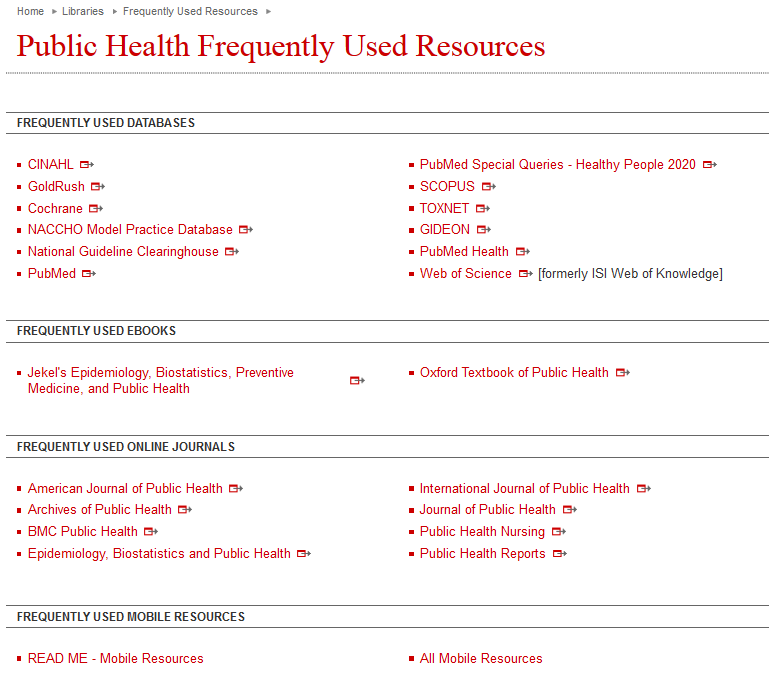 Home Libraries Frequently Used Resources
Public Health Frequently Used Resources
FREQUENTLY USED DATABASES
CINAHL
GoldRush
Cochrane
NACCHO Model Practice Database
National Guideline Clearinghouse
PubMed
PubMed Special Queries - Healthy People 2020
SCOPUS
TOXNET
GIDEON
PubMed Health
Web of Science [formerly ISI Web of Knowledge]
FREQUENTLY USED EBOOKS
Jekel's Epidemiology, Biostatistics, Preventive
Medicine, and Public Health
Oxford Textbook of Public Health
FREQUENTLY USED ONLINE JOURNALS
American Journal of Public Health
Archives of Public Health
BMC Public Health
Epidemiology, Biostatistics and Public Health
International Journal of Public Health
Journal of Public Health
Public Health Nursing
Public Health Reports
FREQUENTLY USED MOBILE RESOURCES
READ ME - Mobile Resources
All Mobile Resources